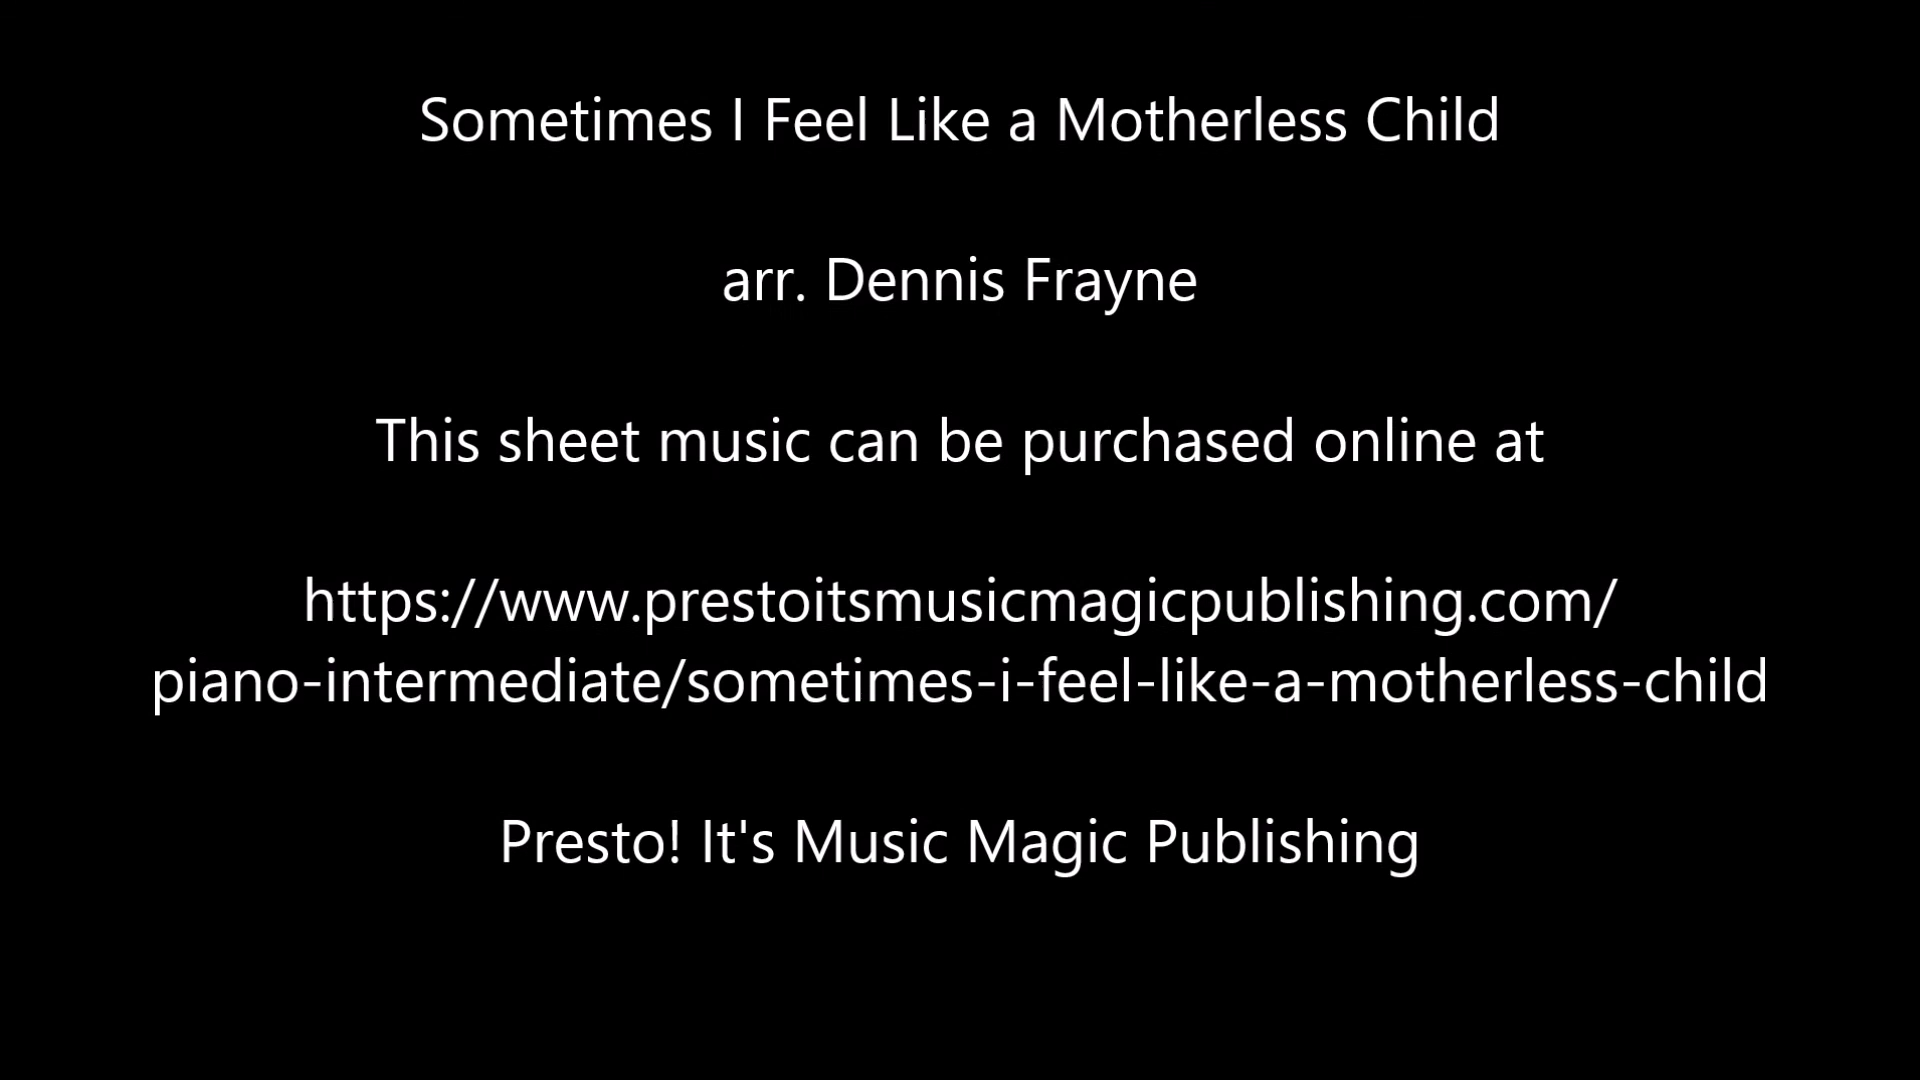 Sometimes I Feel Like a Motherless Child
arr. Dennis Frayne
This sheet music can be purchased online at
https://www.prestoitsmusicmagicpublishing.com/
piano-intermediate/sometimes-i-feel-like-a-motherless-child
Presto! It's Music Magic Publishing